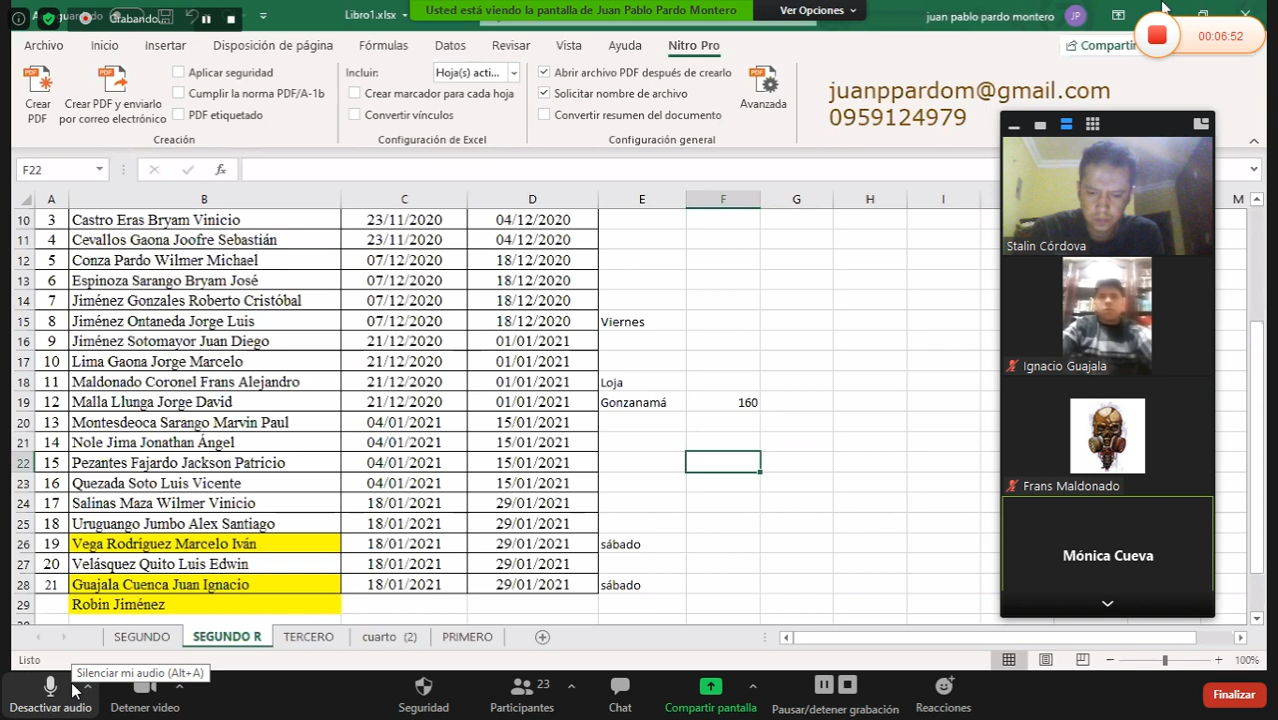 Grabando...
Libro1.xlsx
Usted está viendo la pantalla de Juan Pablo Pardo Montero
Ver Opciones
juan pablo pardo montero
JP
00:06:52
Archivo Inicio Insertar Disposición de página Fórmulas Datos Revisar Vista Ayuda Nitro Pro
Compartir
Crear PDF
Crear PDF y enviarlo por correo electrónico
Aplicar seguridad
Cumplir la norma PDF/A-1b
PDF etiquetado
Creación
Incluir: Hoja(s) acti...
Crear marcador para cada hoja
Convertir vínculos
Configuración de Excel
Abrir archivo PDF después de crearlo
Solicitar nombre de archivo
Convertir resumen del documento
Configuración general
Avanzada
juanppardom@gmail.com
0959124979
F22
fx
A B C D E F G H I M
10 3 Castro Eras Bryam Vinicio 23/11/2020 04/12/2020
11 4 Cevallos Gaona Joofre Sebastián 23/11/2020 04/12/2020
12 5 Conza Pardo Wilmer Michael 07/12/2020 18/12/2020
13 6 Espinoza Sarango Bryam José 07/12/2020 18/12/2020
14 7 Jiménez Gonzales Roberto Cristóbal 07/12/2020 18/12/2020
15 8 Jiménez Ontaneda Jorge Luis 07/12/2020 18/12/2020 Viernes
16 9 Jiménez Sotomayor Juan Diego 21/12/2020 01/01/2021
17 10 Lima Gaona Jorge Marcelo 21/12/2020 01/01/2021
18 11 Maldonado Coronel Frans Alejandro 21/12/2020 01/01/2021 Loja
19 12 Malla Llunga Jorge David 21/12/2020 01/01/2021 Gonzanamá 160
20 13 Montesdeoca Sarango Marvin Paul 04/01/2021 15/01/2021
21 14 Nole Jima Jonathan Ángel 04/01/2021 15/01/2021
22 15 Pezantes Fajardo Jackson Patricio 04/01/2021 15/01/2021
23 16 Quezada Soto Luis Vicente 04/01/2021 15/01/2021
24 17 Salinas Maza Wilmer Vinicio 18/01/2021 29/01/2021
25 18 Uruguango Jumbo Alex Santiago 18/01/2021 29/01/2021
26 19 Vega Rodríguez Marcelo Iván 18/01/2021 29/01/2021 sábado
27 20 Velásquez Quito Luis Edwin 18/01/2021 29/01/2021
28 21 Guajala Cuenca Juan Ignacio 18/01/2021 29/01/2021 sábado
29 Robin Jiménez
Stalin Córdova
Ignacio Guajala
Frans Maldonado
Mónica Cueva
SEGUNDO SEGUNDO R TERCERO cuarto (2) PRIMERO
Listo
100%
Silenciar mi audio (Alt+A)
Desactivar audio
Detener video
Seguridad
23
Participantes
Chat
Compartir pantalla
Pausar/detener grabación
Reacciones
Finalizar